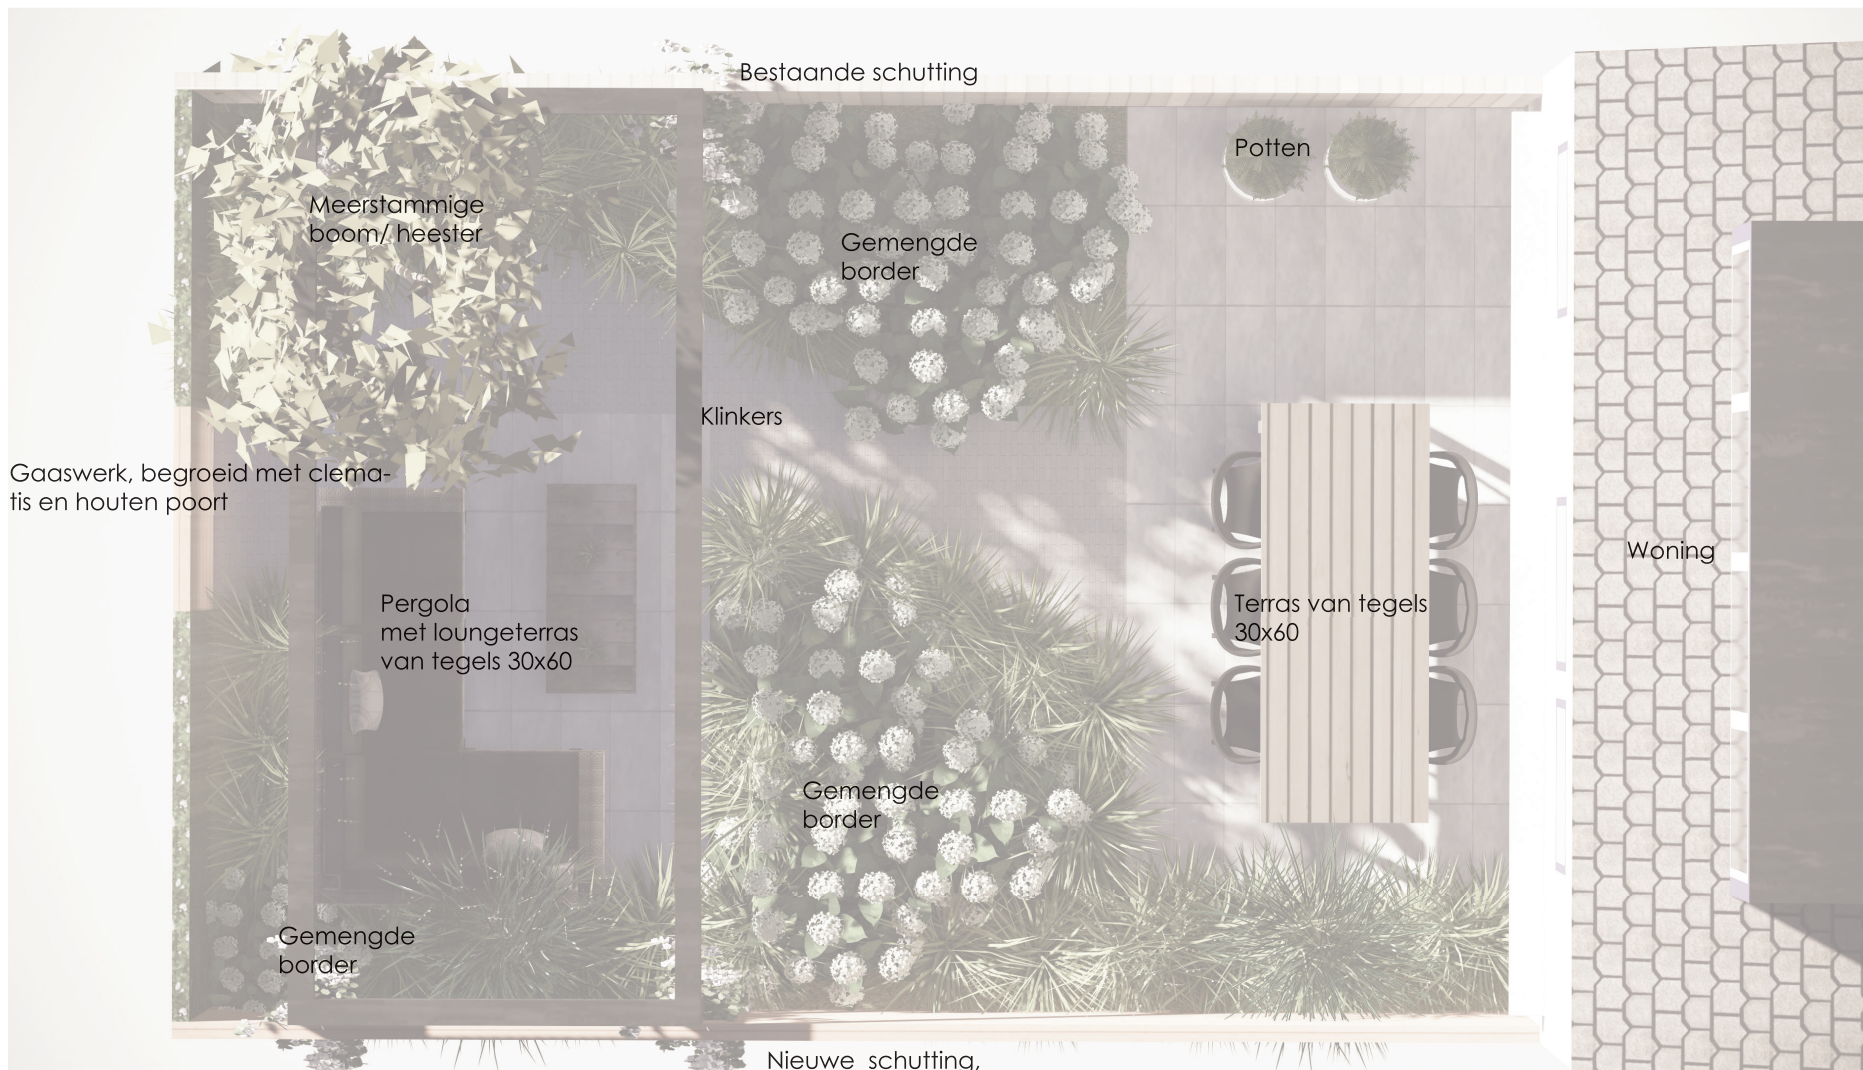 Bestaande schutting
Potten
Meerstammige
boom/ heester
Gemengde
border
Klinkers
Gaaswerk, begroeid met clema-
tis en houten poort
Woning
Pergola
met loungeterras
van tegels 30x60
Terras van tegels
30x60
Gemengde
border
Gemengde
border
Nieuwe schutting,